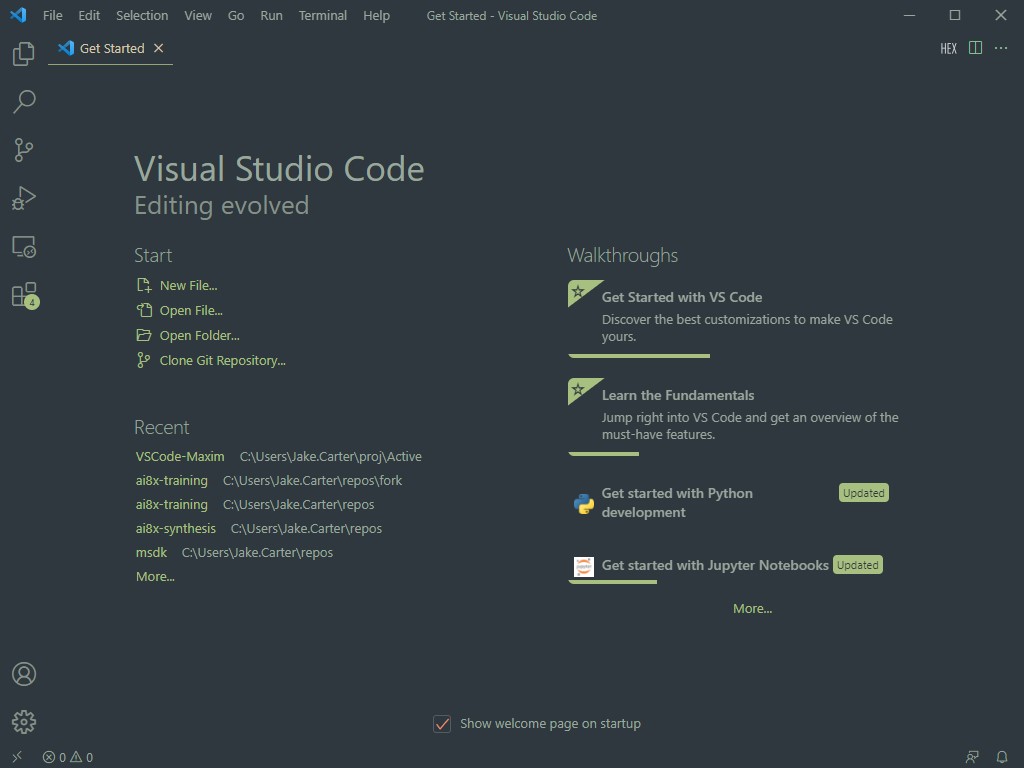 File Edit Selection View Go Run Terminal Help Get Started - Visual Studio Code
Get Started
HEX
4
Visual Studio Code
Editing evolved
Start
New File...
Open File...
Open Folder...
Clone Git Repository...
Recent
VSCode-Maxim C:\Users\Jake.Carter\proj\Active
ai8x-training C:\Users\Jake.Carter\repos\fork
ai8x-training C:\Users\Jake.Carter\repos
ai8x-synthesis C:\Users\Jake.Carter\repos
msdk C:\Users\Jake.Carter\repos
More...
Walkthroughs
Get Started with VS Code
Discover the best customizations to make VS Code
yours.
Learn the Fundamentals
Jump right into VS Code and get an overview of the
must-have features.
Get started with Python Updated
development
Get started with Jupyter Notebooks Updated
More...
Show welcome page on startup
0 0